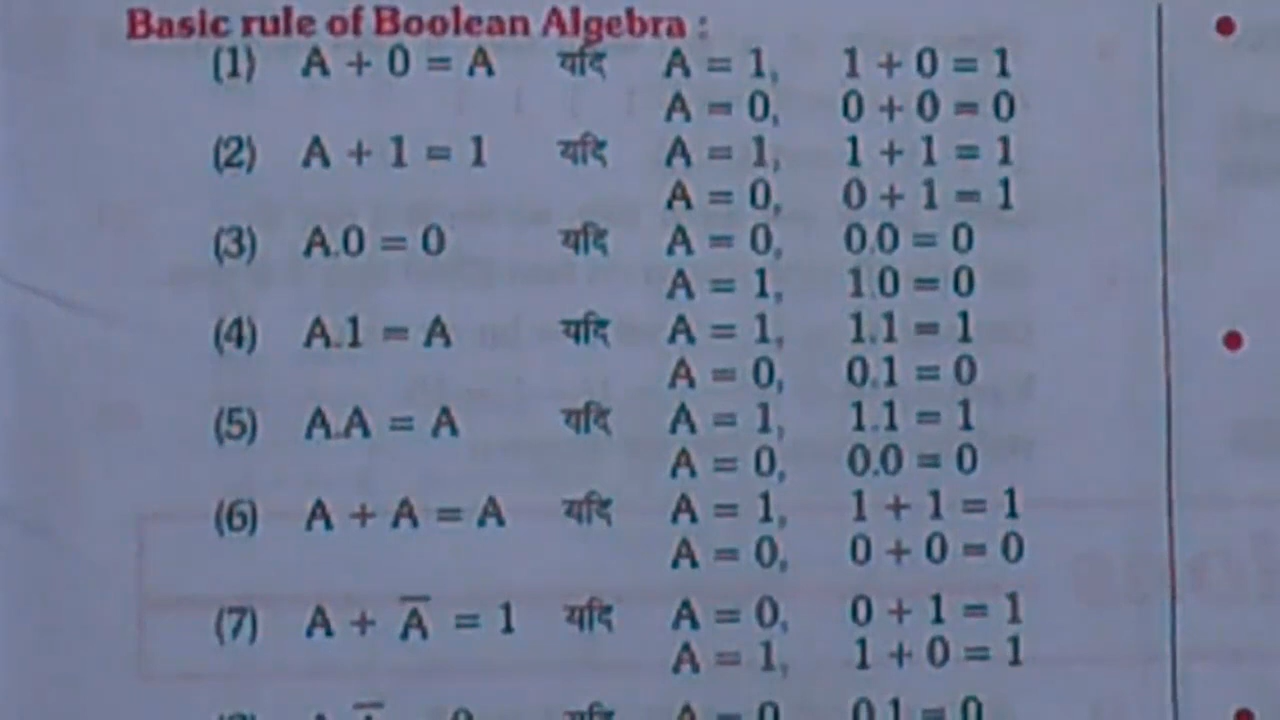 Basic rule of Boolean Algebra :
(1) A + 0 = A यदि A = 1, 1 + 0 = 1
A = 0, 0 + 0 = 0
(2) A + 1 = 1 यदि A = 1, 1 + 1 = 1
A = 0, 0 + 1 = 1
(3) A.0 = 0 यदि A = 0, 0.0 = 0
A = 1, 1.0 = 0
(4) A.1 = A यदि A = 1, 1.1 = 1
A = 0, 0.1 = 0
(5) A.A = A यदि A = 1, 1.1 = 1
A = 0, 0.0 = 0
(6) A + A = A यदि A = 1, 1 + 1 = 1
A = 0, 0 + 0 = 0
(7) A + A̅ = 1 यदि A = 0, 0 + 1 = 1
A = 1, 1 + 0 = 1